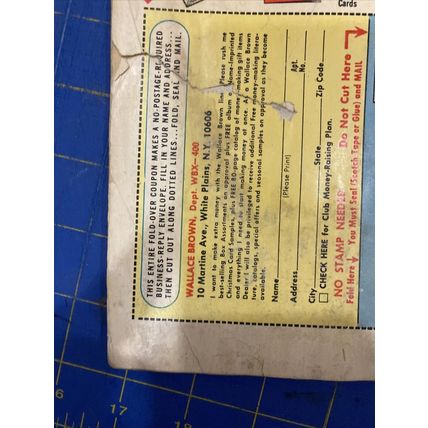 Cards
THIS ENTIRE FOLD-OVER COUPON MAKES A NO-POSTAGE-REQUIRED
BUSINESS-REPLY ENVELOPE. FILL IN YOUR NAME AND ADDRESS...
THEM CUT OUT ALONG DOTTED LINES...FOLD, SEAL AND MAIL.
WALLACE BROWN, Dept. WBX-400
10 Martine Ave., White Plains, N.Y. 10606
I want to make extra money with the Wallace Brown line. Please rush me
best-selling Box Assortments on approval plus FREE album of Name-Imprinted
Christmas Card Samples, plus FREE 80-page catalog of money-making gift items
and everything I need to start making money at once. As a Wallace Brown
Dealer I will also be privileged to receive additional free money-making litera-
ture, catalogs, special offers and seasonal samples on approval as they become
available.
Name
(Please Print)
Address
Apt. No.
City
State
Zip Code
CHECK HERE for Club Money-Raising Plan.
NO STAMP NEEDED
Do Not Cut Here
Fold Here
You Must Seal (Scotch Tape or Glue) and MAIL
16
17
18